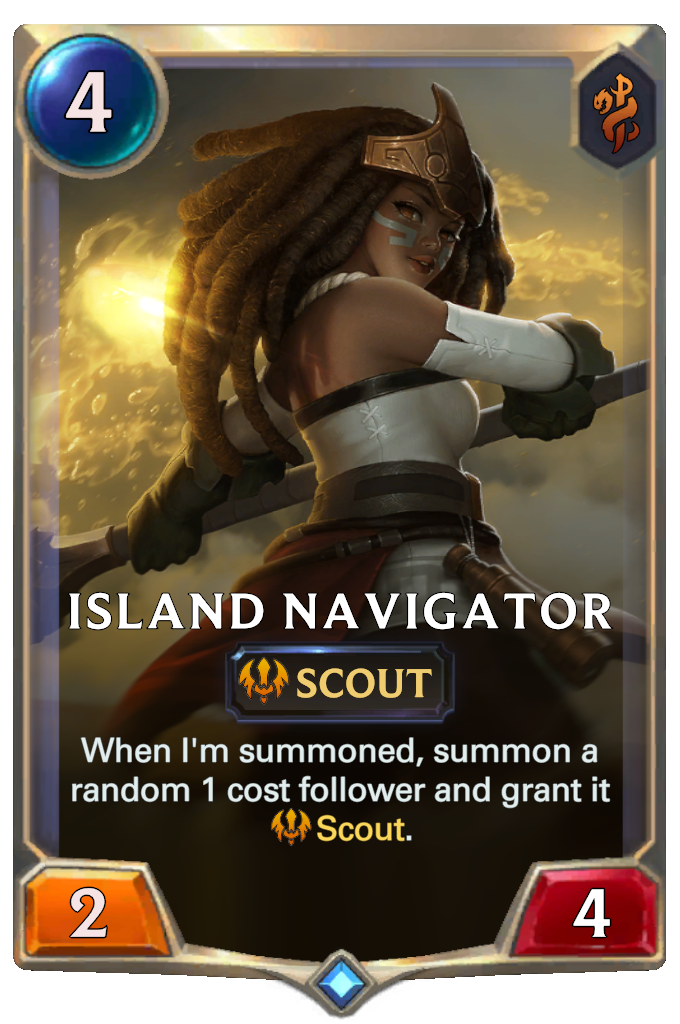 4
ISLAND NAVIGATOR
SCOUT
When I'm summoned, summon a
random 1 cost follower and grant it
Scout.
2
4